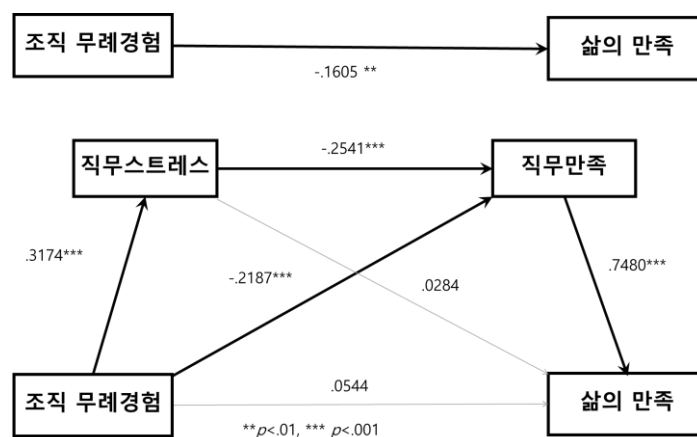 조직 무례경험
삶의 만족
-.1605 **
직무스트레스
-.2541***
직무만족
.3174***
-.2187***
.0284
.7480***
조직 무례경험
.0544
삶의 만족
**p<.01, *** p<.001